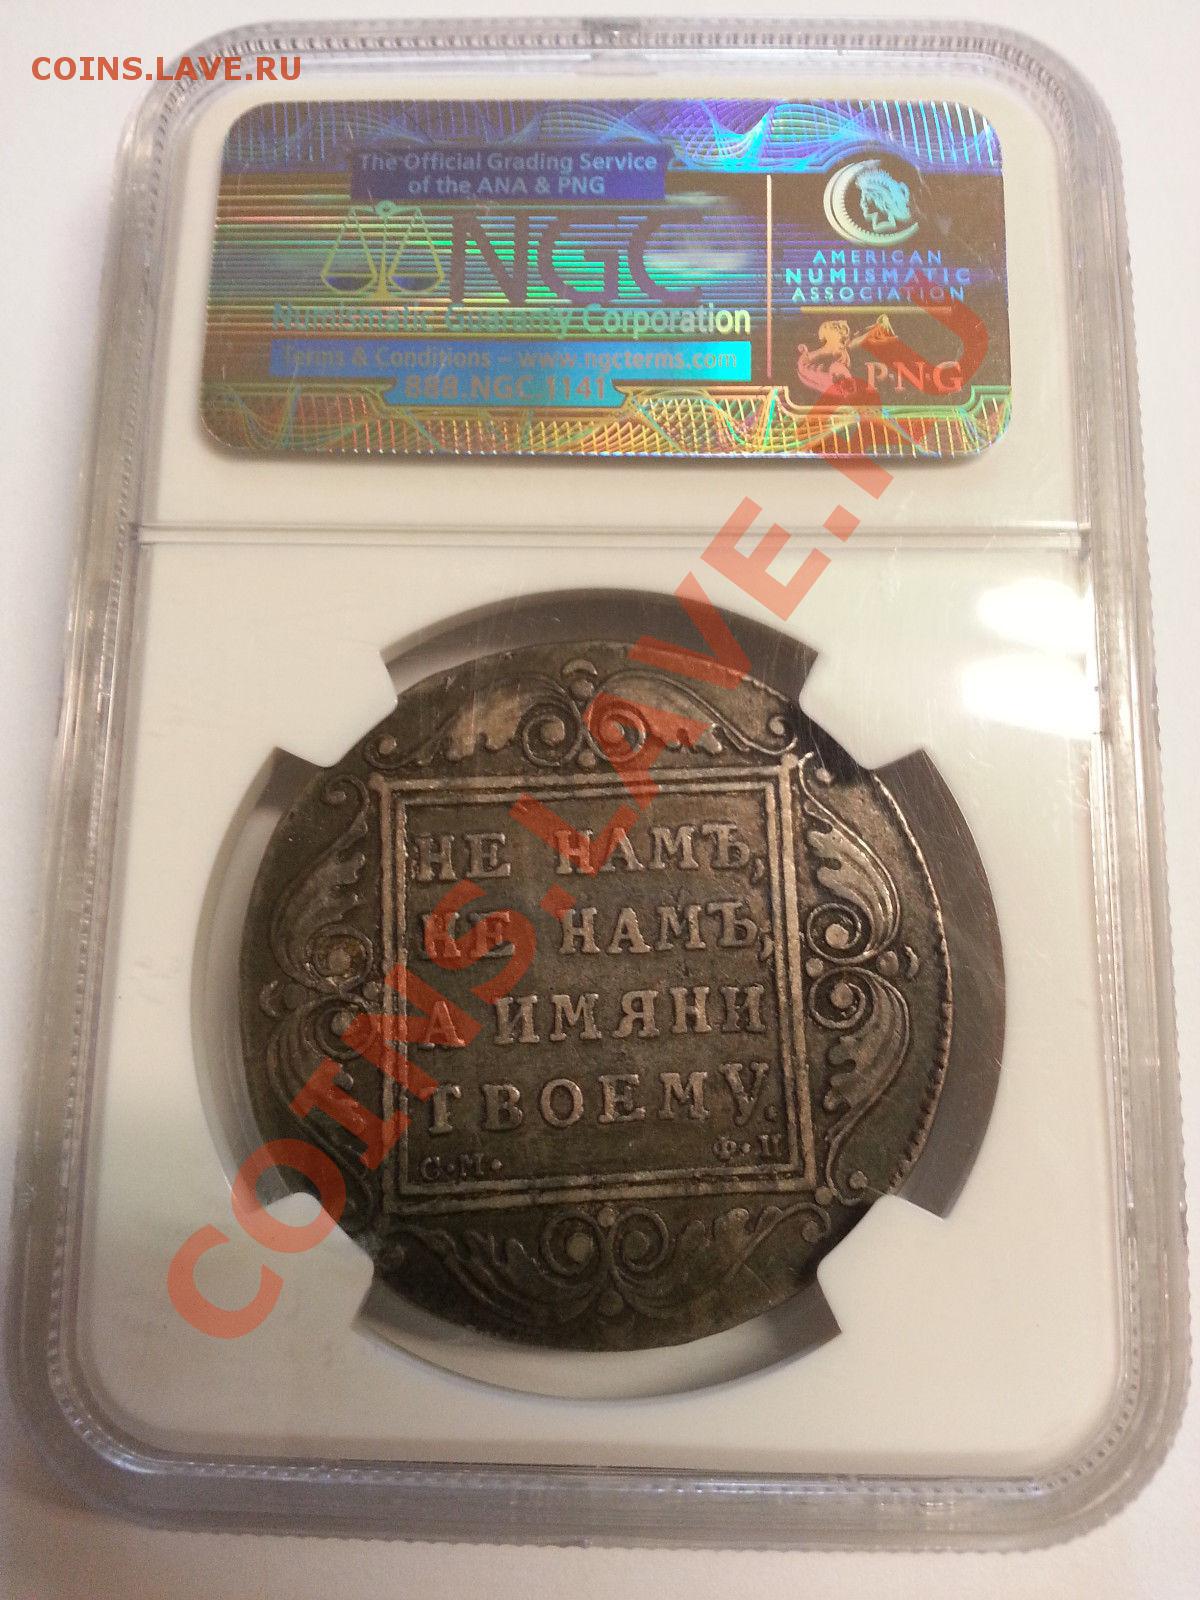 COINS.LAVE.RU
The Official Grading Service
of the ANA & PNG
NGC
Numismatic Guaranty Corporation
Terms & Conditions – www.ngcterms.com
888.NGC.1141
AMERICAN
NUMISMATIC
ASSOCIATION
P·N·G
COINS.LAVE.RU
НЕ НАМЪ,
НЕ НАМЪ,
А ИМЯНИ
ТВОЕМУ.
С·М· Ф·Ц